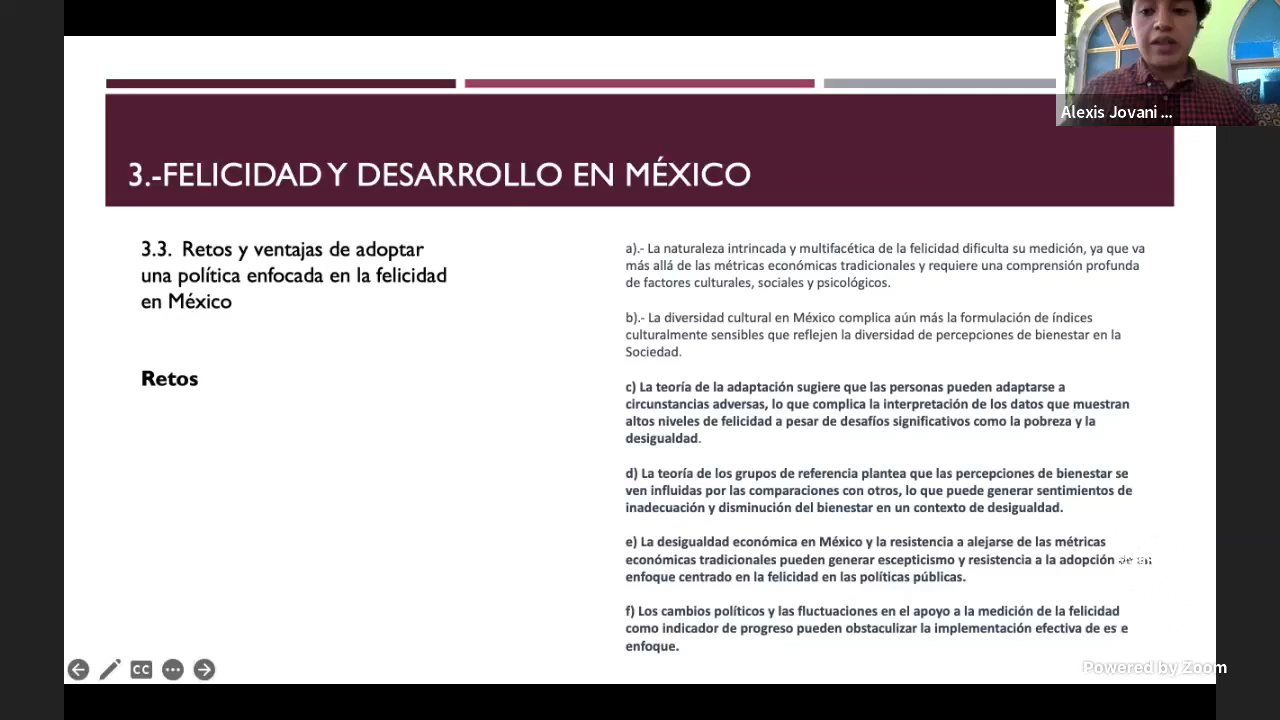 Alexis Jovani ...
3.-FELICIDAD Y DESARROLLO EN MÉXICO
3.3. Retos y ventajas de adoptar
una política enfocada en la felicidad
en México
Retos
a).- La naturaleza intrincada y multifacética de la felicidad dificulta su medición, ya que va
más allá de las métricas económicas tradicionales y requiere una comprensión profunda
de factores culturales, sociales y psicológicos.
b).- La diversidad cultural en México complica aún más la formulación de índices
culturalmente sensibles que reflejen la diversidad de percepciones de bienestar en la
Sociedad.
c) La teoría de la adaptación sugiere que las personas pueden adaptarse a
circunstancias adversas, lo que complica la interpretación de los datos que muestran
altos niveles de felicidad a pesar de desafíos significativos como la pobreza y la
desigualdad.
d) La teoría de los grupos de referencia plantea que las percepciones de bienestar se
ven influidas por las comparaciones con otros, lo que puede generar sentimientos de
inadecuación y disminución del bienestar en un contexto de desigualdad.
e) La desigualdad económica en México y la resistencia a alejarse de las métricas
económicas tradicionales pueden generar escepticismo y resistencia a la adopción
enfoque centrado en la felicidad en las políticas públicas.
f) Los cambios políticos y las fluctuaciones en el apoyo a la medición de la felicidad
como indicador de progreso pueden obstaculizar la implementación efectiva de
enfoque.
CC
Powered by Zoom